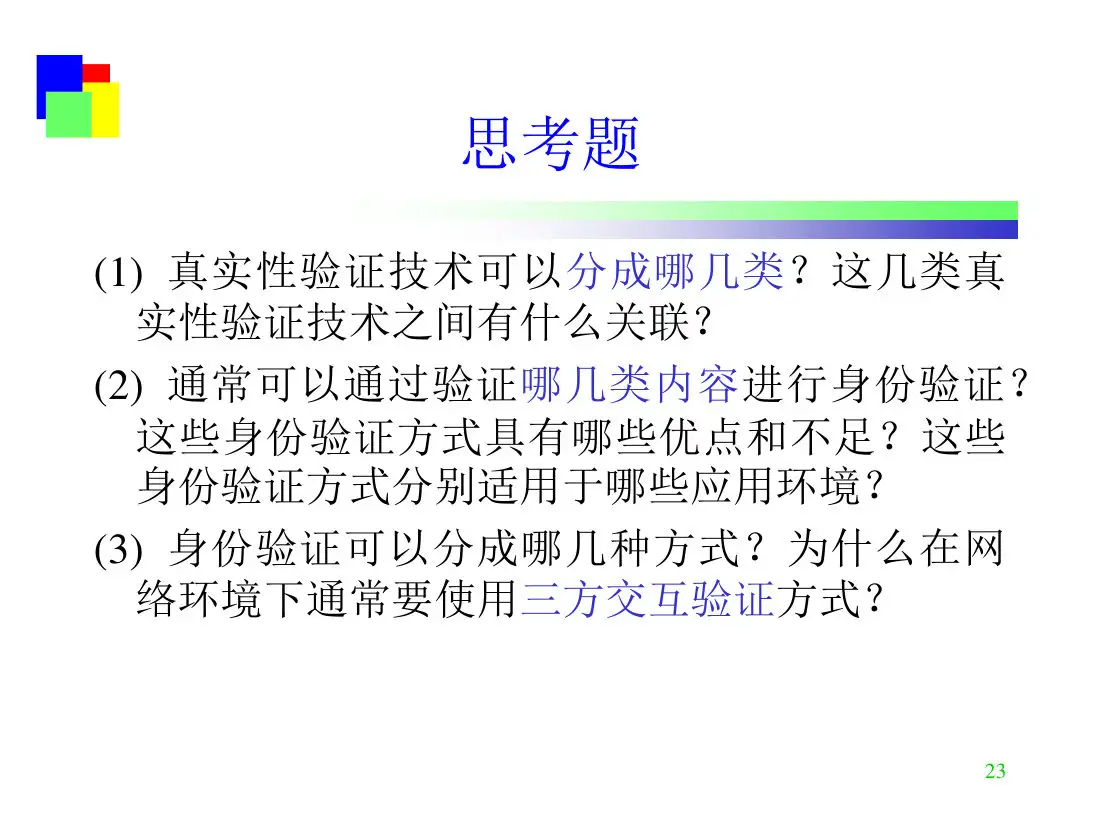 思考题
(1) 真实性验证技术可以分成哪几类？这几类真
实性验证技术之间有什么关联？
(2) 通常可以通过验证哪几类内容进行身份验证？
这些身份验证方式具有哪些优点和不足？这些
身份验证方式分别适用于哪些应用环境？
(3) 身份验证可以分成哪几种方式？为什么在网
络环境下通常要使用三方交互验证方式？
23